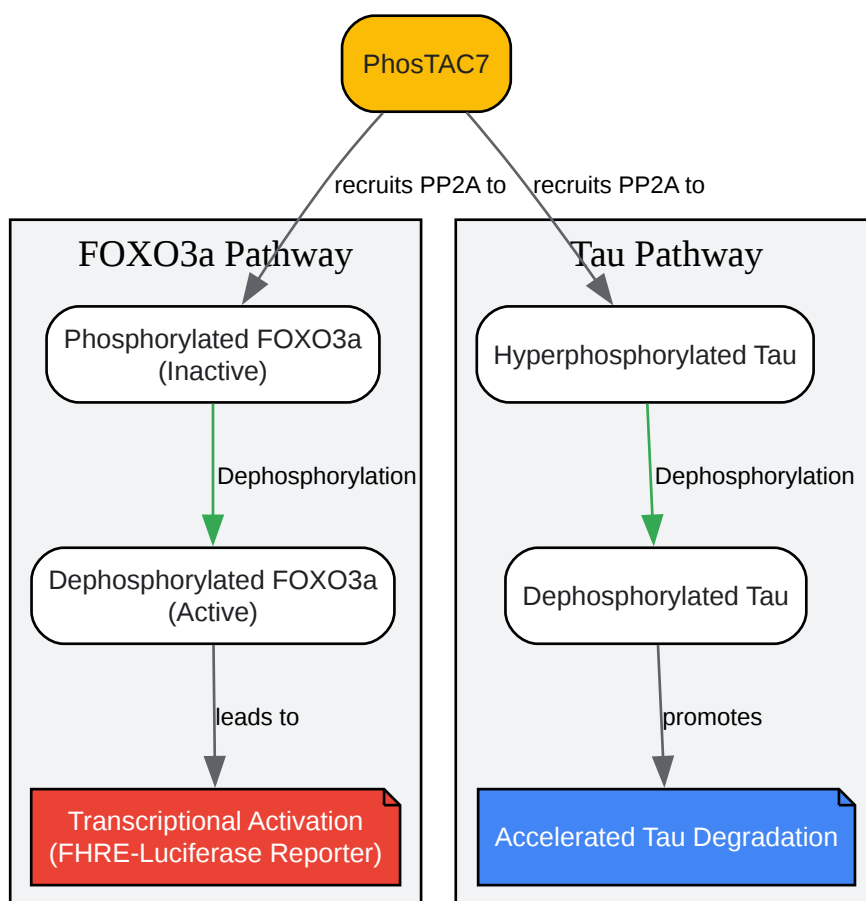 PhosTAC7
recruits PP2A to
recruits PP2A to
FOXO3a Pathway
Phosphorylated FOXO3a
(Inactive)
Dephosphorylation
Dephosphorylated FOXO3a
(Active)
leads to
Transcriptional Activation
(FHRE-Luciferase Reporter)
Tau Pathway
Hyperphosphorylated Tau
Dephosphorylation
Dephosphorylated Tau
promotes
Accelerated Tau Degradation